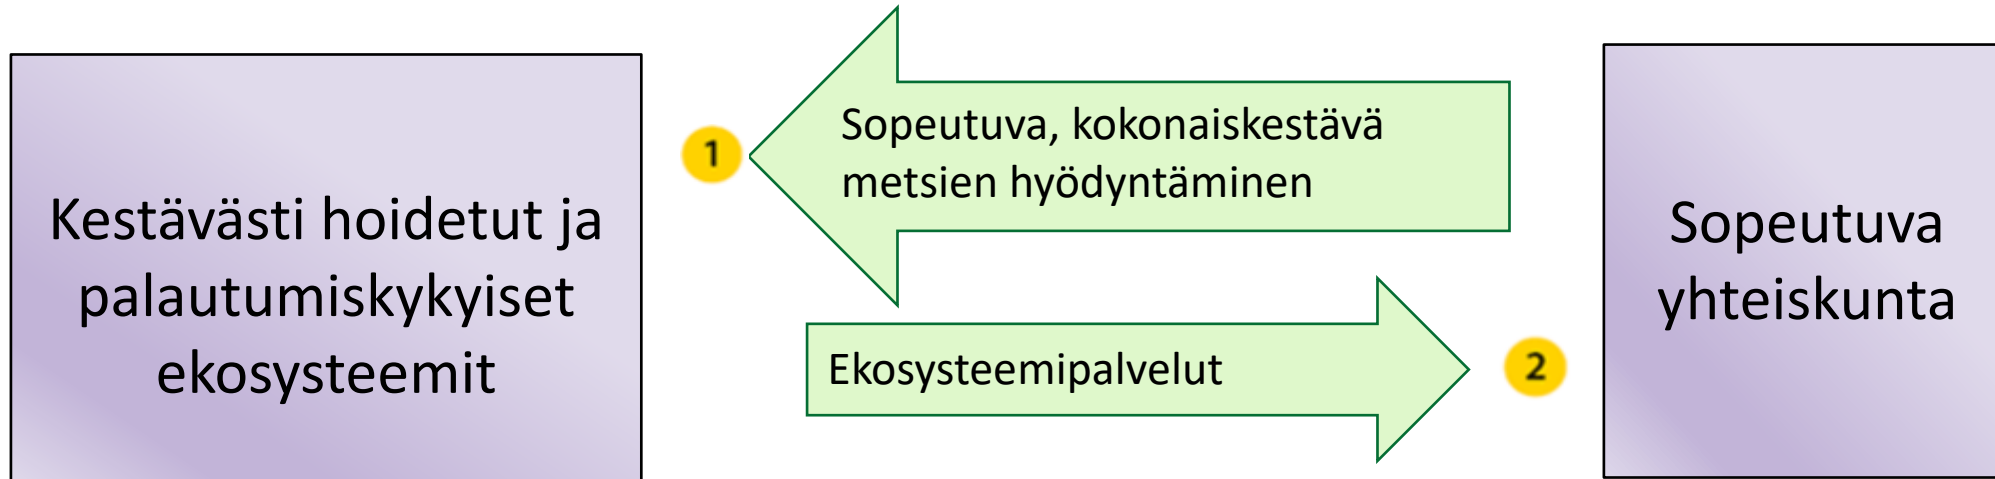 Kestävästi hoidetut ja
palautumiskykyiset
ekosysteemit
1
Sopeutuva, kokonaiskestävä
metsien hyödyntäminen
Ekosysteemipalvelut
2
Sopeutuva
yhteiskunta